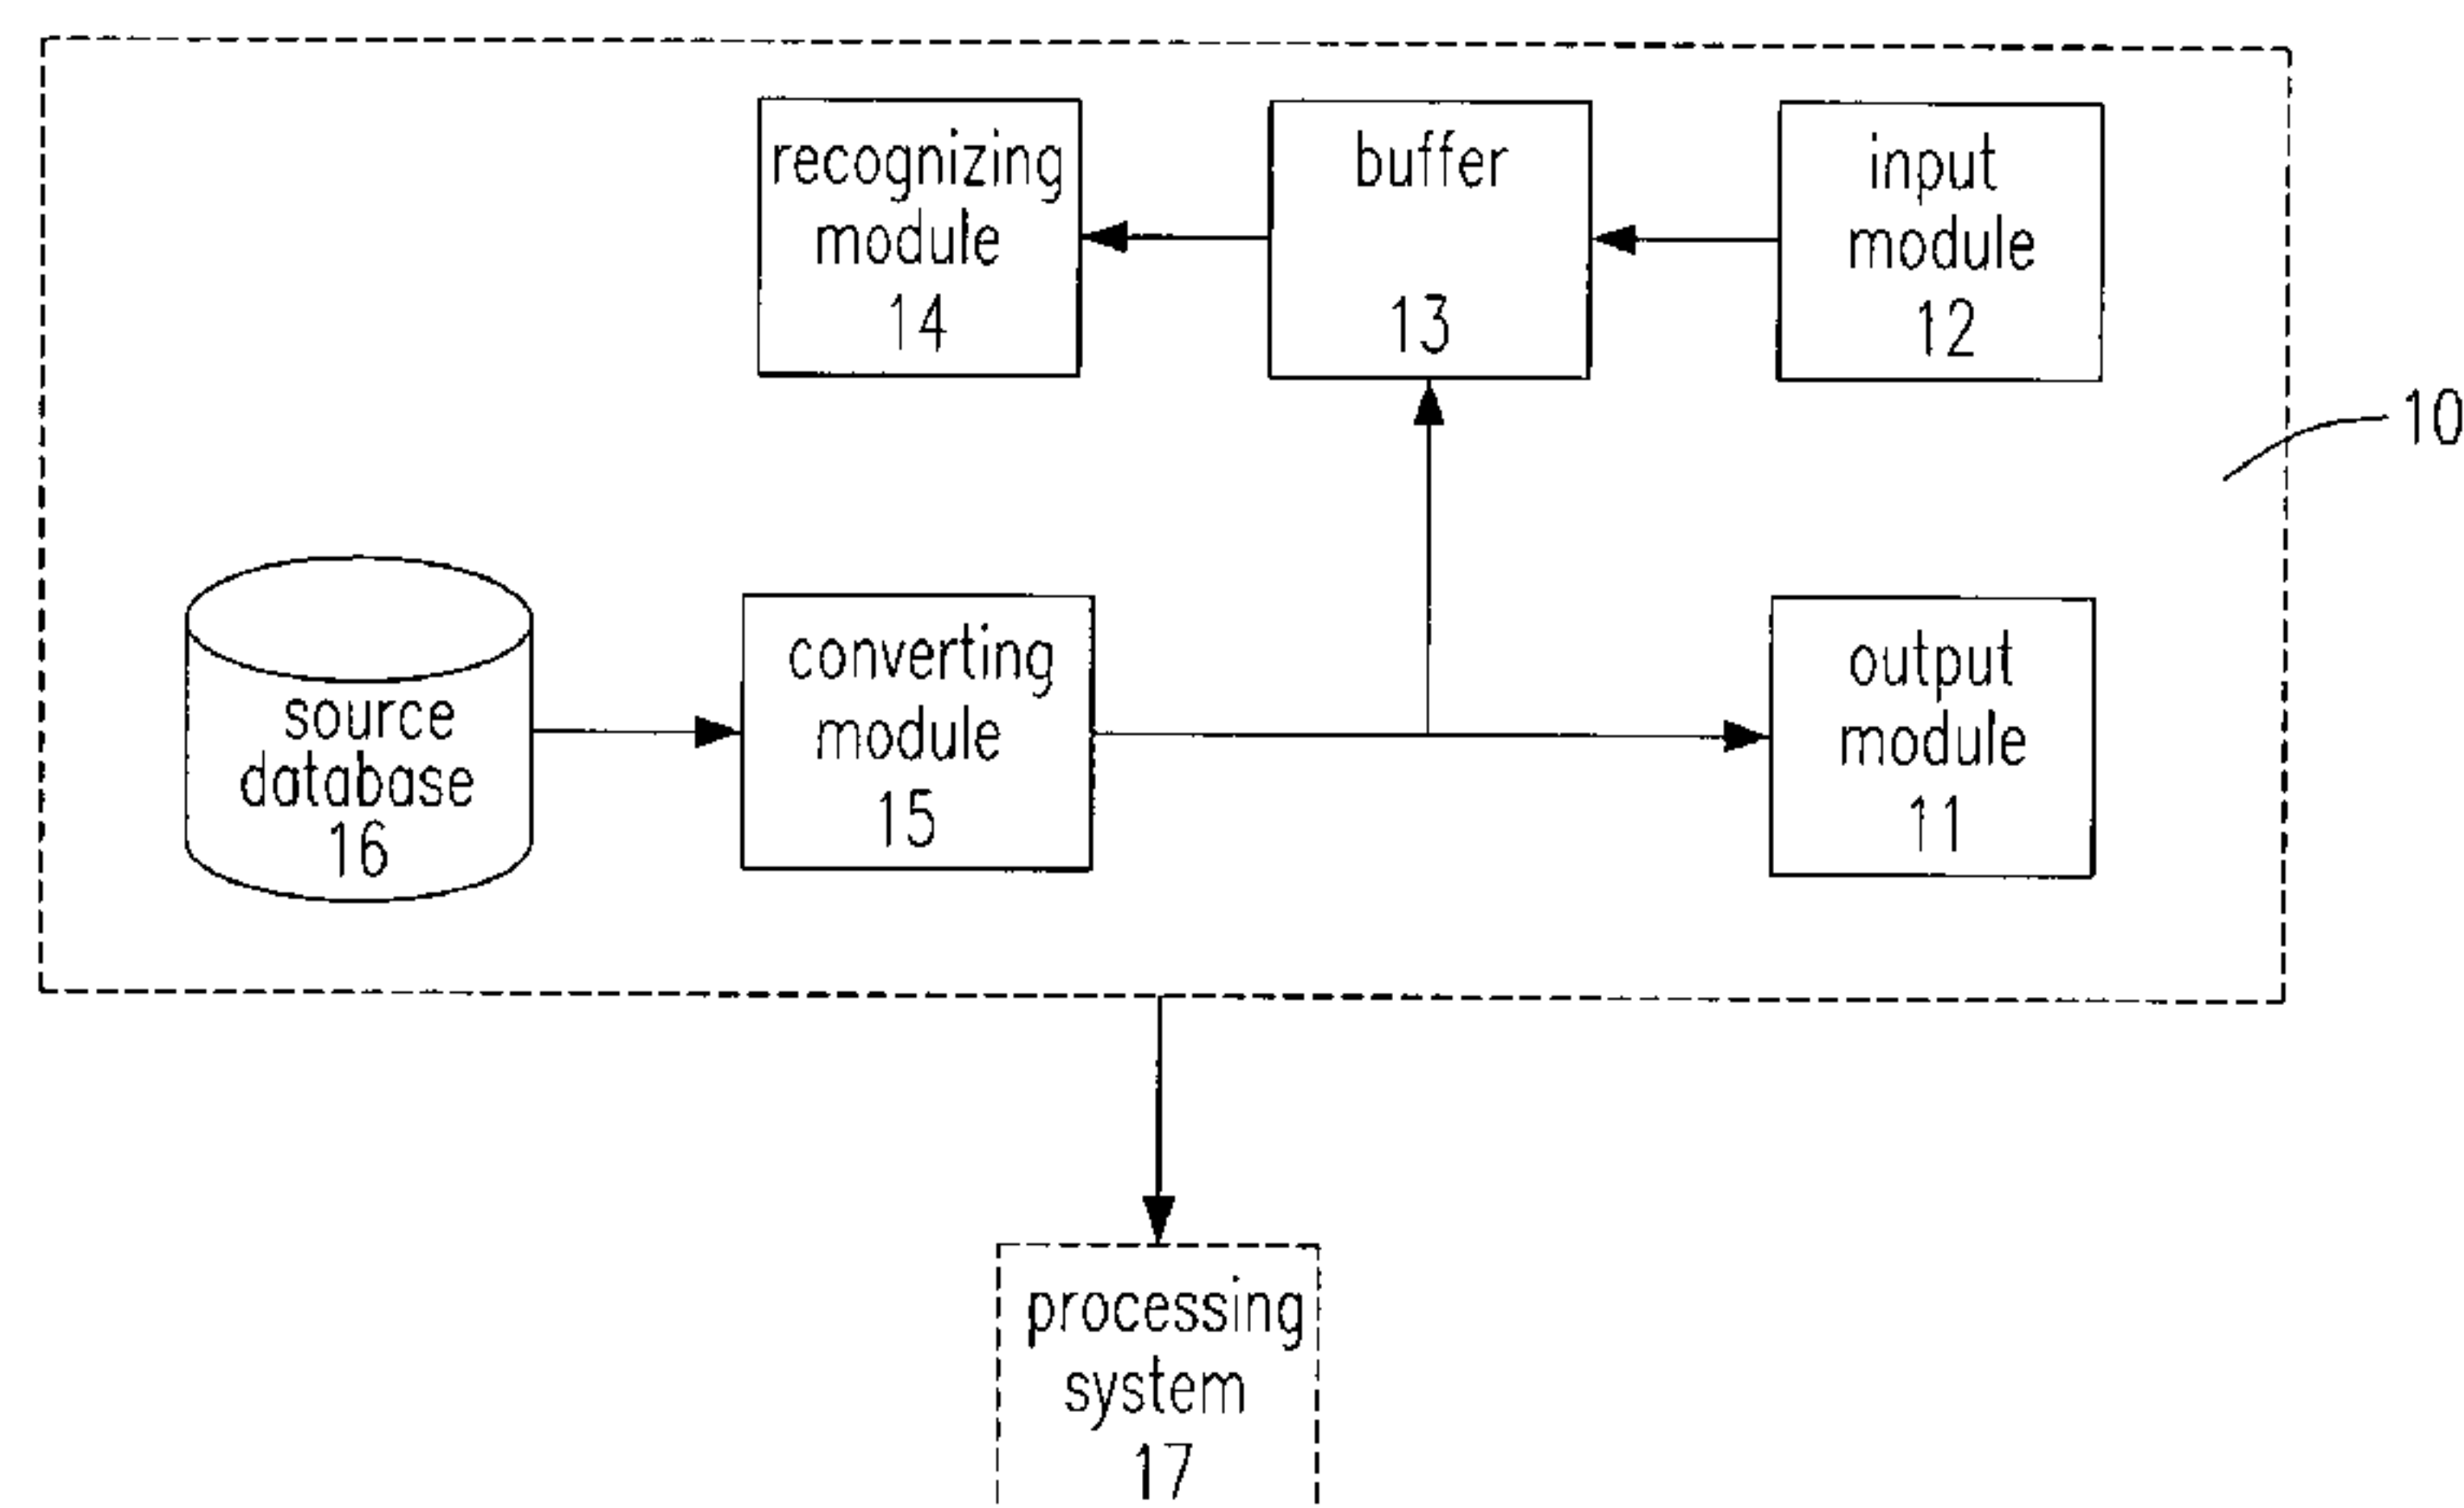 recognizing
module
14
buffer
13
input
module
12
10
source
database
16
converting
module
15
output
module
11
processing
system
17